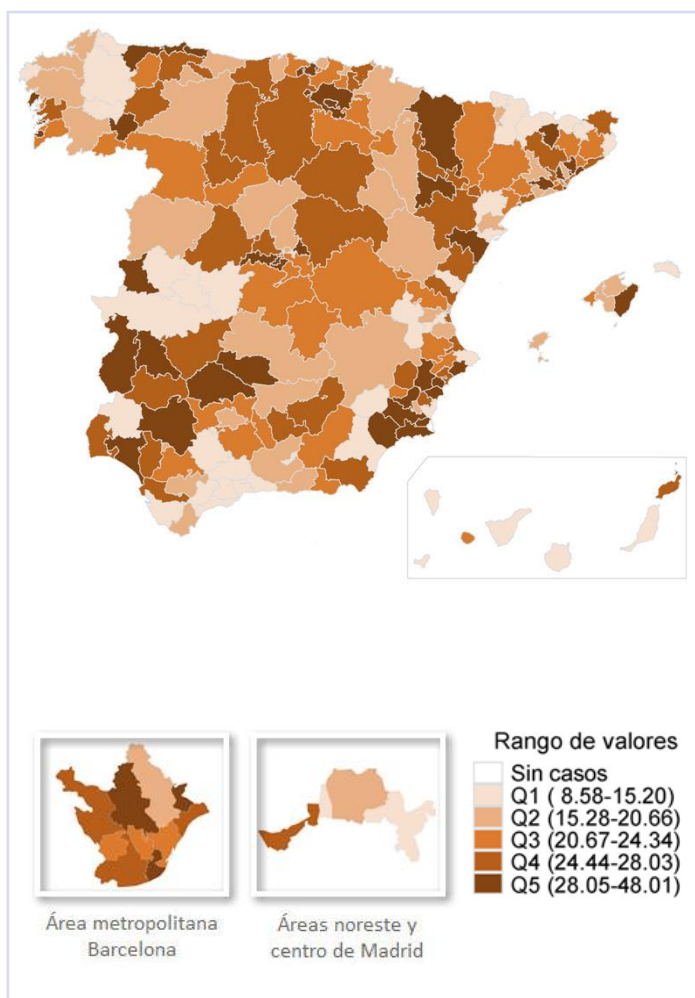 Rango de valores
Sin casos
Q1 ( 8.58-15.20)
Q2 (15.28-20.66)
Q3 (20.67-24.34)
Q4 (24.44-28.03)
Q5 (28.05-48.01)
Área metropolitana
Barcelona
Áreas noreste y
centro de Madrid